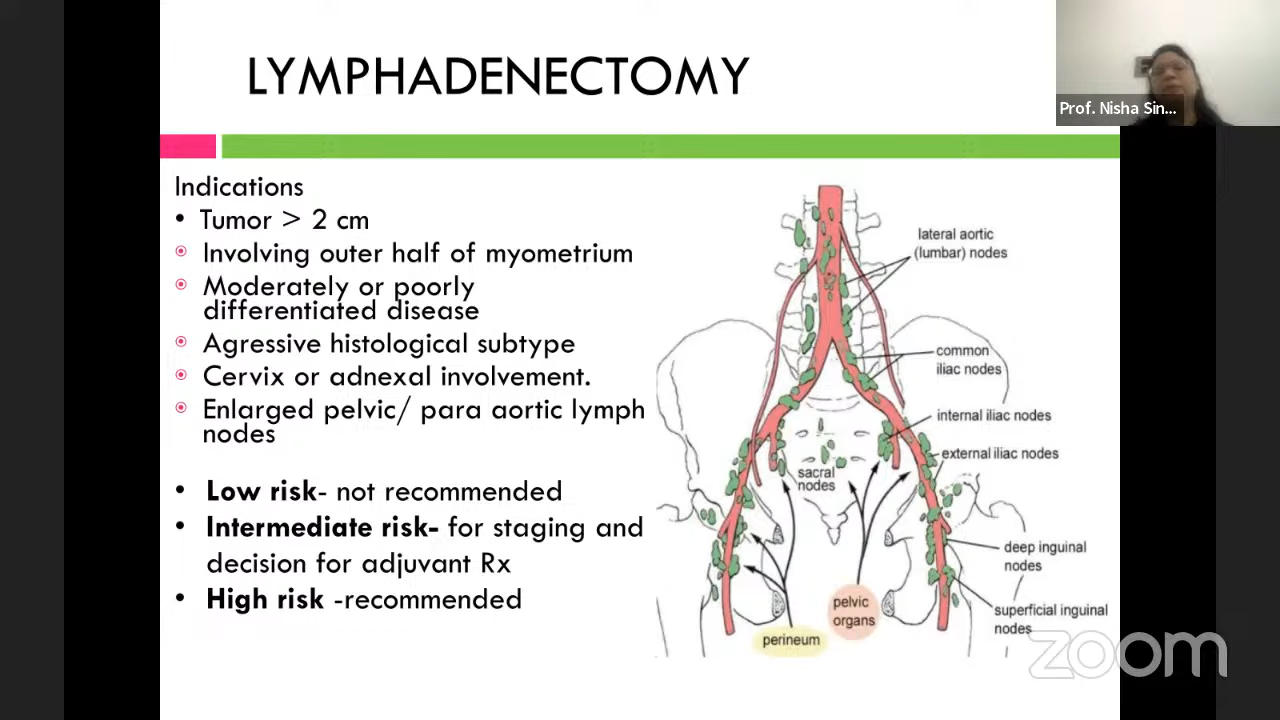 LYMPHADENECTOMY
Prof. Nisha Sin...
Indications
• Tumor > 2 cm
Involving outer half of myometrium
Moderately or poorly
differentiated disease
Agressive histological subtype
Cervix or adnexal involvement.
Enlarged pelvic/ para aortic lymph
nodes
• Low risk- not recommended
• Intermediate risk- for staging and
decision for adjuvant Rx
• High risk -recommended
lateral aortic
(lumbar) nodes
common
iliac nodes
internal iliac nodes
external iliac nodes
sacral
nodes
deep inguinal
nodes
pelvic
organs
superficial inguinal
nodes
perineum
zoom